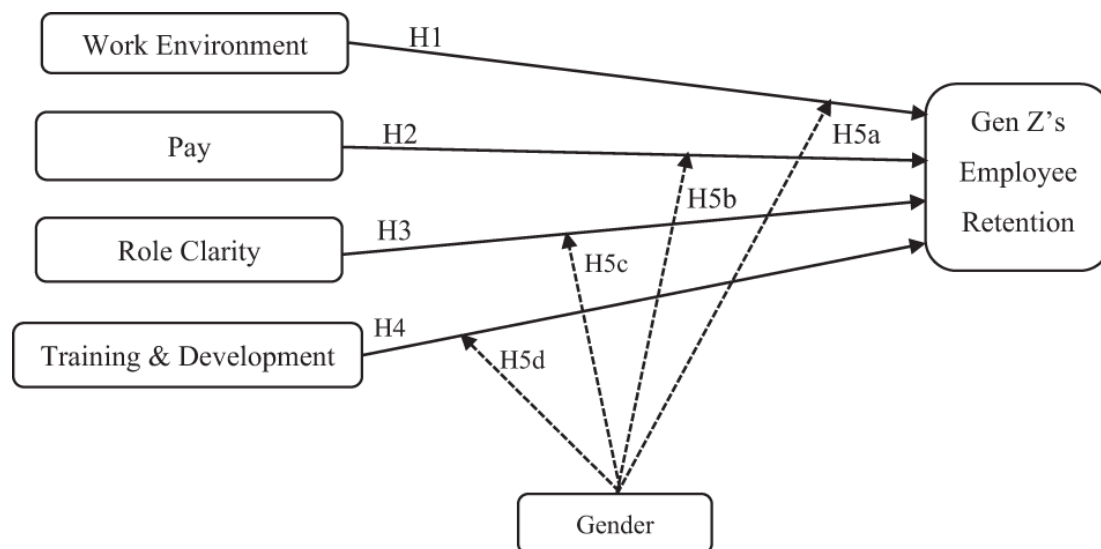 Work Environment
H1
Pay
H2
Role Clarity
H3
Training & Development
H4
H5a
H5b
H5c
H5d
Gen Z’s
Employee
Retention
Gender